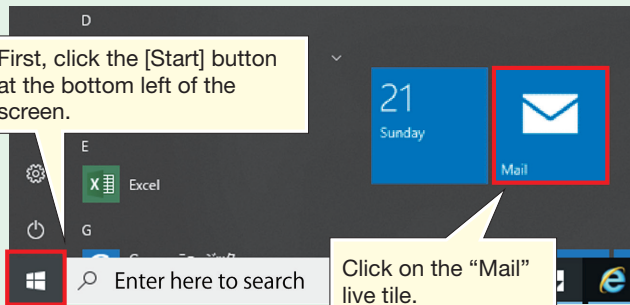 D
First, click the [Start] button
at the bottom left of the
screen.
21
Sunday
Mail
E
Excel
G
Enter here to search
Click on the “Mail”
live tile.